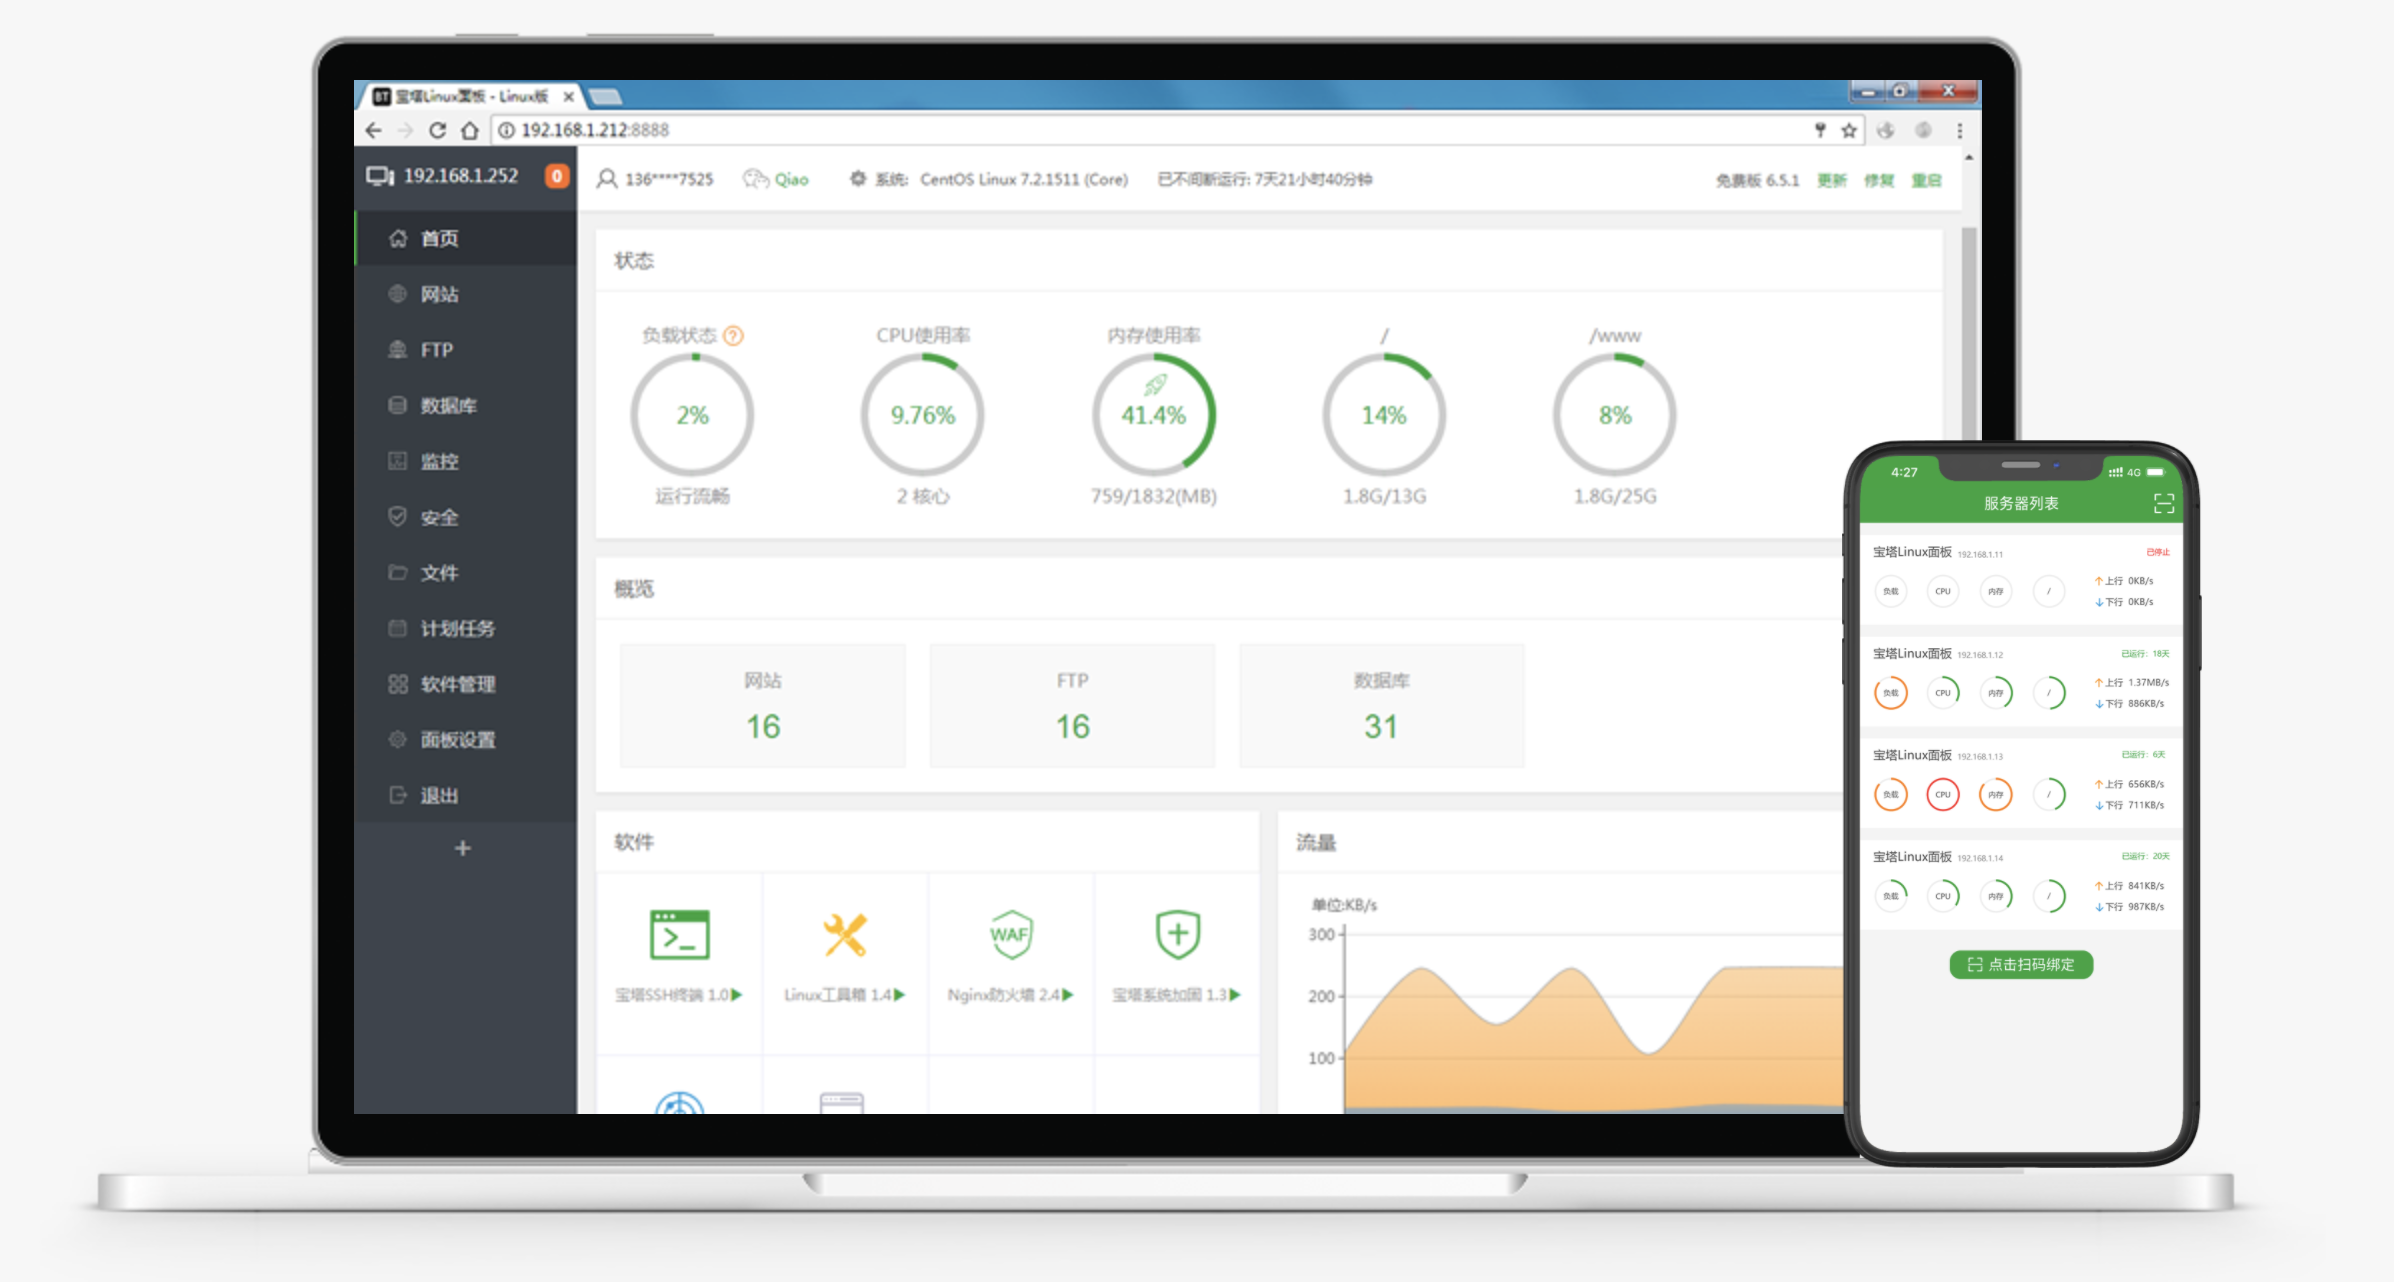 BT 宝塔Linux面板 - Linux版
192.168.1.212:8888
192.168.1.252 0
136****7525 Qiao 系统: CentOS Linux 7.2.1511 (Core) 已不间断运行: 7天21小时40分钟 免费版 6.5.1 更新 修复 重启
首页
网站
FTP
数据库
监控
安全
文件
计划任务
软件管理
面板设置
退出
+
状态
负载状态 ? CPU使用率 内存使用率 / /www
2% 9.76% 41.4% 14% 8%
运行流畅 2 核心 759/1832(MB) 1.8G/13G 1.8G/25G
概览
网站 FTP 数据库
16 16 31
软件
WAF
宝塔SSH终端 1.0 Linux工具箱 1.4 Nginx防火墙 2.4 宝塔系统加固 1.3
流量
单位:KB/s
300
200
100
4:27 4G
服务器列表
宝塔Linux面板 192.168.1.11 已停止
负载 CPU 内存 /
上行 0KB/s
下行 0KB/s
宝塔Linux面板 192.168.1.12 已运行: 18天
负载 CPU 内存 /
上行 1.37MB/s
下行 886KB/s
宝塔Linux面板 192.168.1.13 已运行: 6天
负载 CPU 内存 /
上行 656KB/s
下行 711KB/s
宝塔Linux面板 192.168.1.14 已运行: 20天
负载 CPU 内存 /
上行 841KB/s
下行 987KB/s
点击扫码绑定